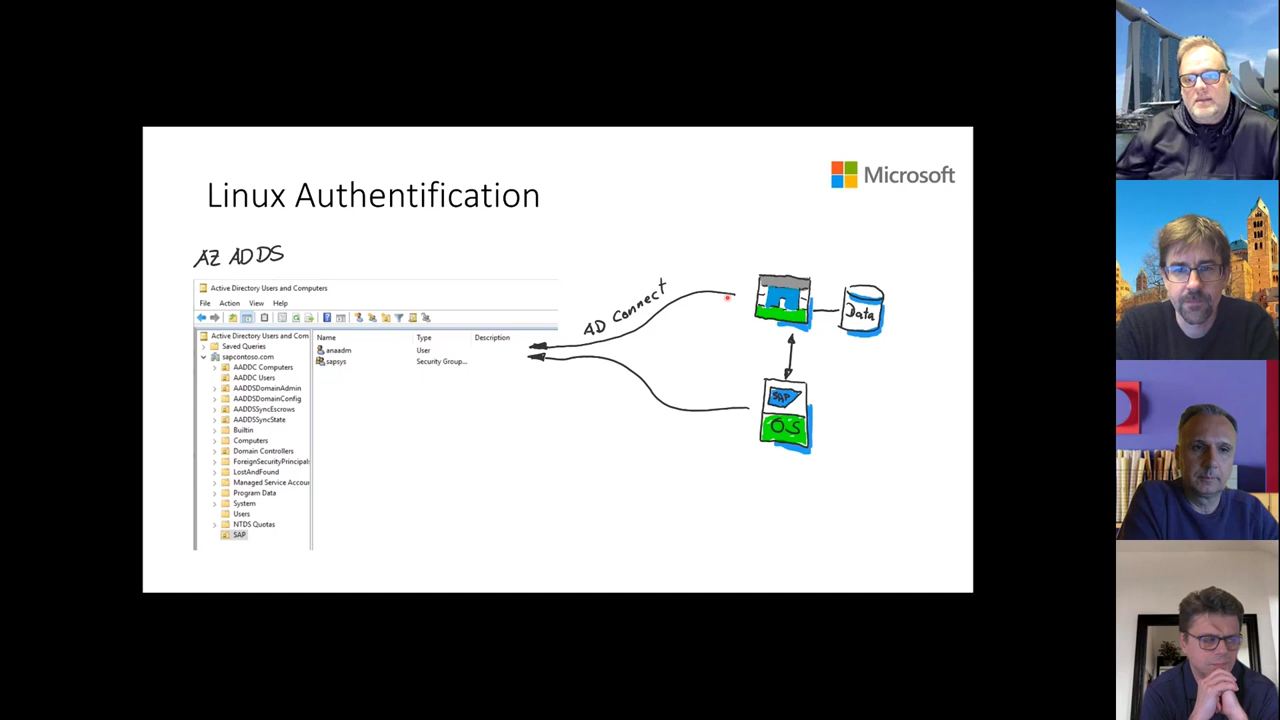 Linux Authentification
Microsoft
AZ ADDS
Active Directory Users and Computers
File Action View Help
Active Directory Users and Com
Saved Queries
sapcontoso.com
AADDC Computers
AADDC Users
AADDSDomainAdmin
AADDSDomainConfig
AADDSSyncEscrows
AADDSSyncState
Builtin
Computers
Domain Controllers
ForeignSecurityPrincipals
LostAndFound
Managed Service Accou
Program Data
System
Users
NTDS Quotas
SAP
Name Type Description
anaadm User
sapsys Security Group...
AD Connect
Data
SAP
OS